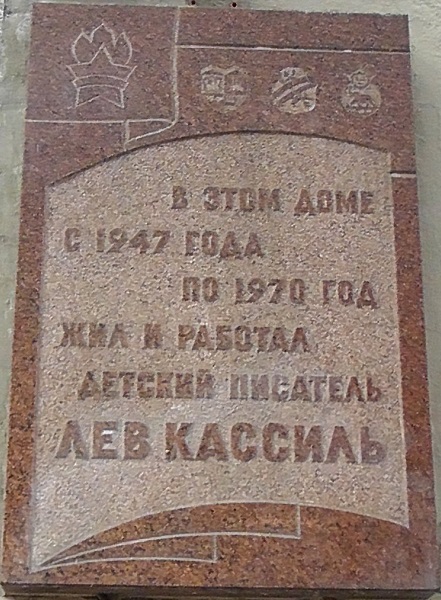 В ЭТОМ ДОМЕ
С 1947 ГОДА
ПО 1970 ГОД
ЖИЛ И РАБОТАЛ
ДЕТСКИЙ ПИСАТЕЛЬ
ЛЕВ КАССИЛЬ